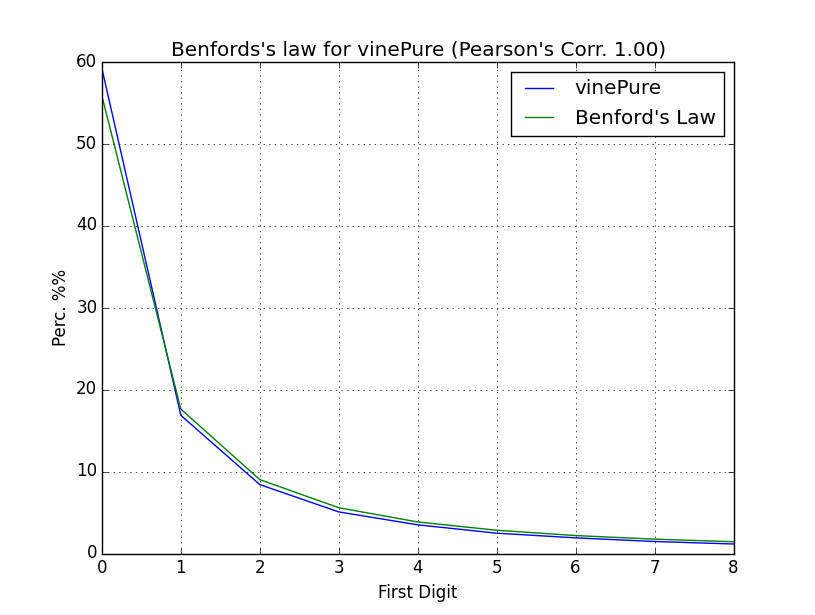 Benfords's law for vinePure (Pearson's Corr. 1.00)
vinePure
Benford's Law
60
50
40
30
20
10
0
Perc. %%
0 1 2 3 4 5 6 7 8
First Digit